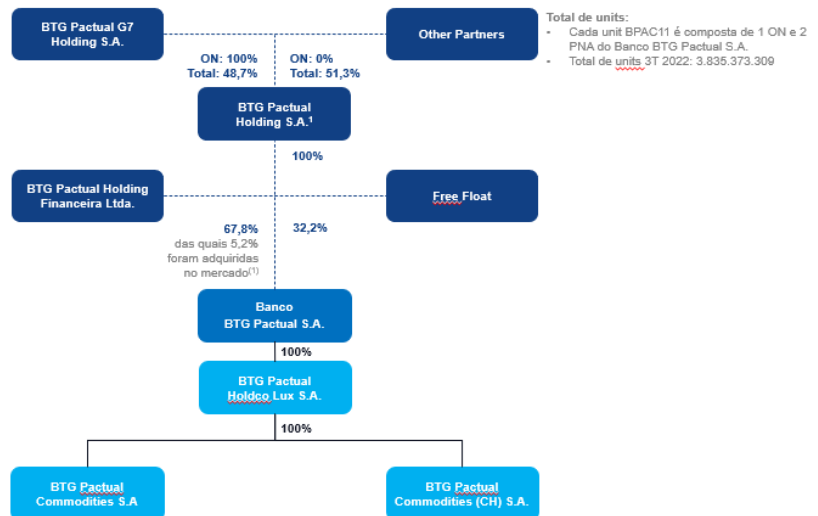 BTG Pactual G7
Holding S.A.
Other Partners
Total de units:
• Cada unit BPAC11 é composta de 1 ON e 2
PNA do Banco BTG Pactual S.A.
• Total de units 3T 2022: 3.835.373.309
ON: 100%
Total: 48,7%
ON: 0%
Total: 51,3%
BTG Pactual
Holding S.A.¹
100%
BTG Pactual Holding
Financeira Ltda.
Free Float
67,8%
das quais 5,2%
foram adquiridas
no mercado⁽¹⁾
32,2%
Banco
BTG Pactual S.A.
100%
BTG Pactual
Holdco Lux S.A.
100%
BTG Pactual
Commodities S.A
BTG Pactual
Commodities (CH) S.A.